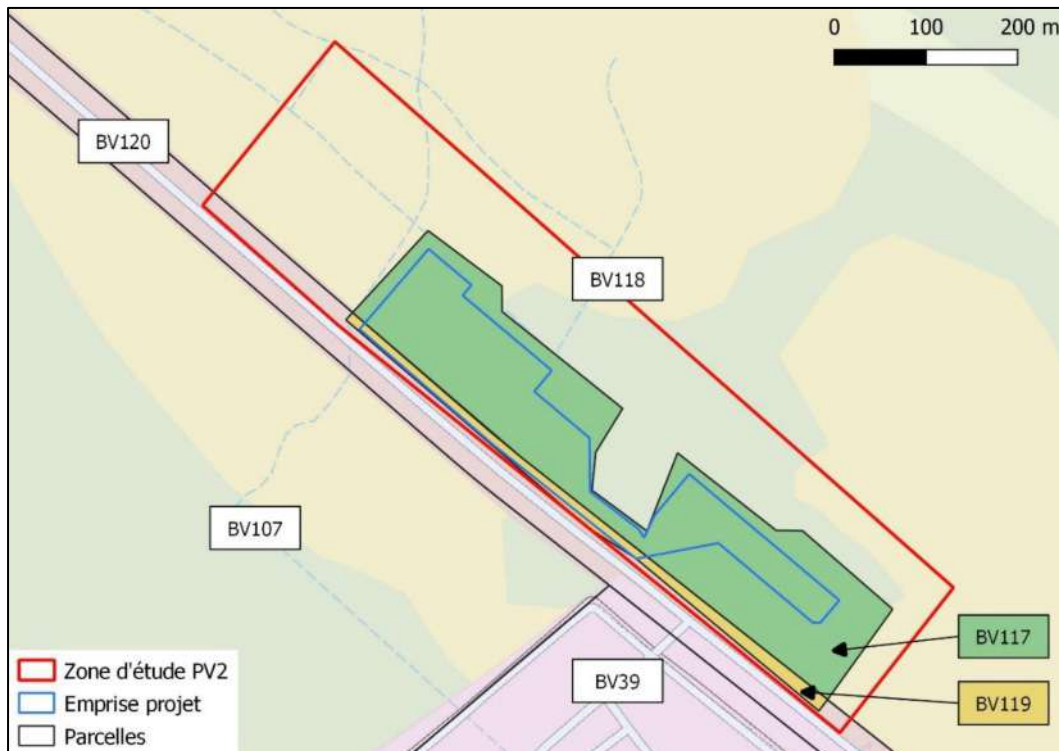 0 100 200 m
BV120
BV118
BV107
BV117
BV39
BV119
Zone d'étude PV2
Emprise projet
Parcelles